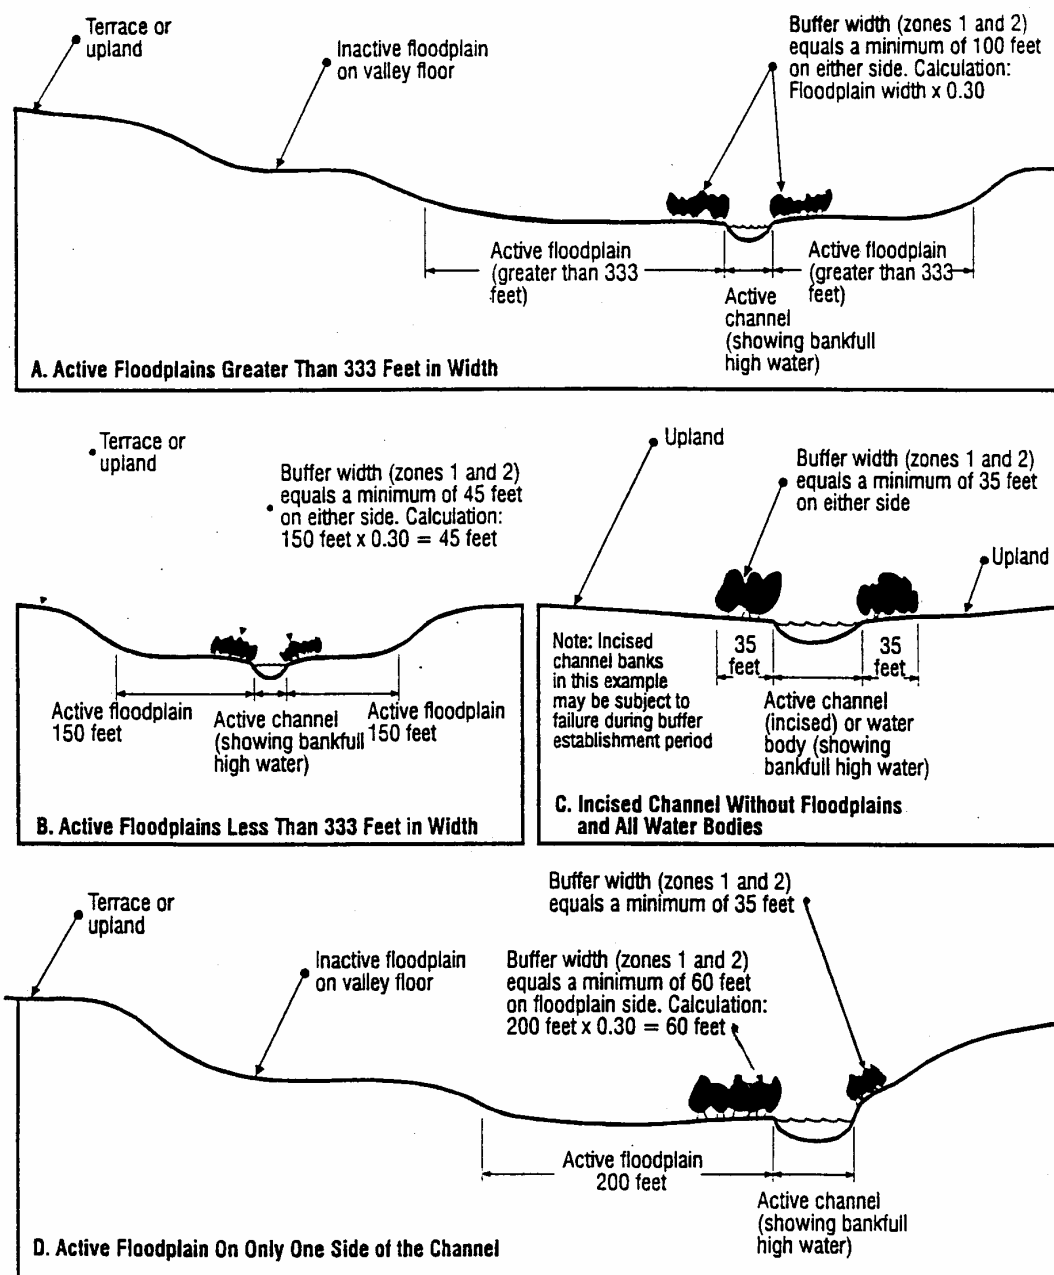 Terrace or
upland
Inactive floodplain
on valley floor
Buffer width (zones 1 and 2)
equals a minimum of 100 feet
on either side. Calculation:
Floodplain width x 0.30
Active floodplain
(greater than 333
feet)
Active
channel
(showing bankfull
high water)
Active floodplain
(greater than 333
feet)
A. Active Floodplains Greater Than 333 Feet in Width
Terrace or
upland
Buffer width (zones 1 and 2)
equals a minimum of 45 feet
on either side. Calculation:
150 feet x 0.30 = 45 feet
Active floodplain
150 feet
Active channel
(showing bankfull
high water)
Active floodplain
150 feet
B. Active Floodplains Less Than 333 Feet in Width
Upland
Buffer width (zones 1 and 2)
equals a minimum of 35 feet
on either side
Upland
Note: Incised
channel banks
in this example
may be subject to
failure during buffer
establishment period
35
feet
35
feet
Active channel
(incised) or water
body (showing
bankfull high water)
C. Incised Channel Without Floodplains
and All Water Bodies
Terrace or
upland
Inactive floodplain
on valley floor
Buffer width (zones 1 and 2)
equals a minimum of 35 feet
Buffer width (zones 1 and 2)
equals a minimum of 60 feet
on floodplain side. Calculation:
200 feet x 0.30 = 60 feet
Active floodplain
200 feet
Active channel
(showing bankfull
high water)
D. Active Floodplain On Only One Side of the Channel